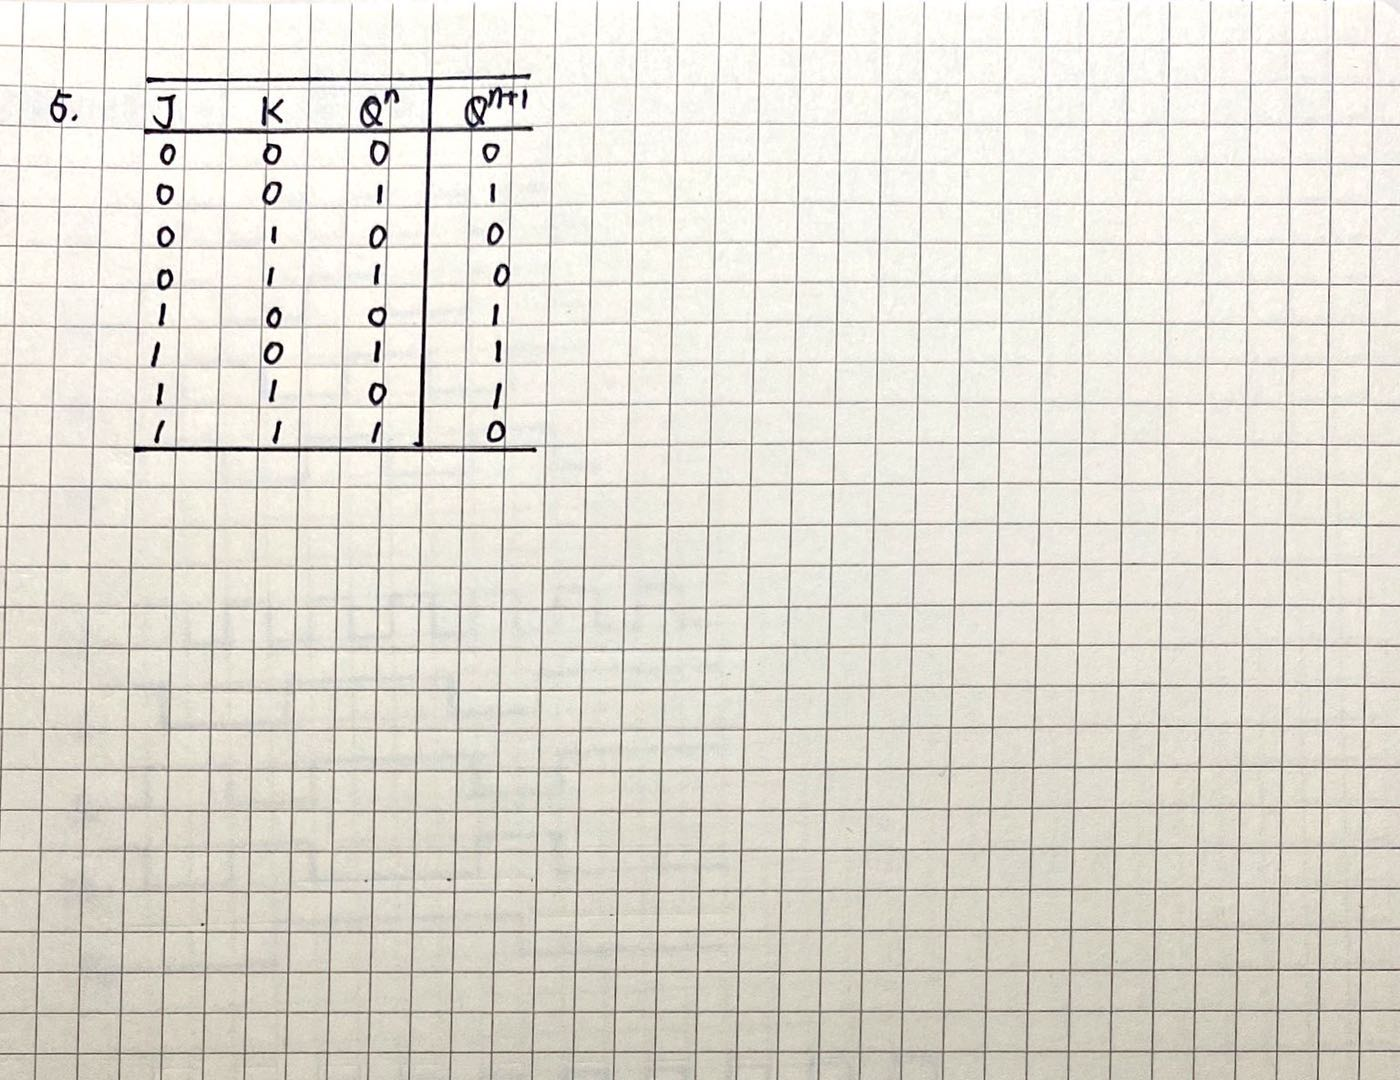 5. J K Qⁿ Qⁿ⁺¹
0 0 0 0
0 0 1 1
0 1 0 0
0 1 1 0
1 0 0 1
1 0 1 1
1 1 0 1
1 1 1 0